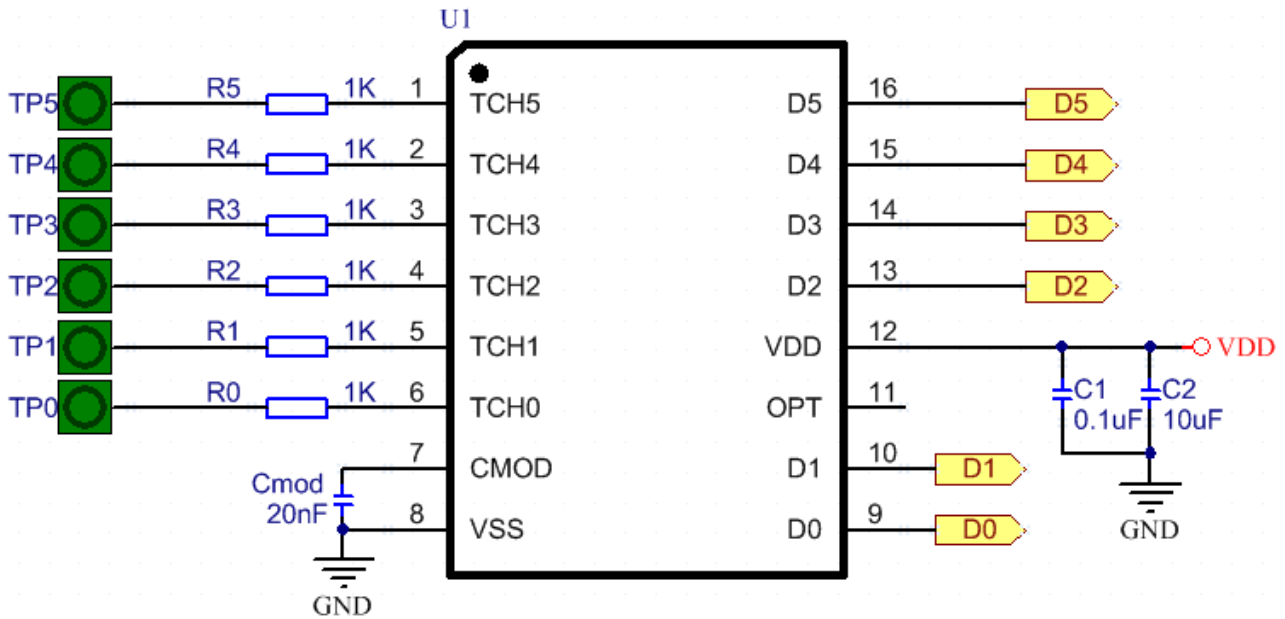 U1
TP5 R5 1K 1 TCH5 D5 16 D5
TP4 R4 1K 2 TCH4 D4 15 D4
TP3 R3 1K 3 TCH3 D3 14 D3
TP2 R2 1K 4 TCH2 D2 13 D2
TP1 R1 1K 5 TCH1 VDD 12 VDD
C1 C2
0.1uF 10uF
TP0 R0 1K 6 TCH0 OPT 11
7 CMOD D1 10 D1
Cmod
20nF
8 VSS D0 9 D0
GND
GND